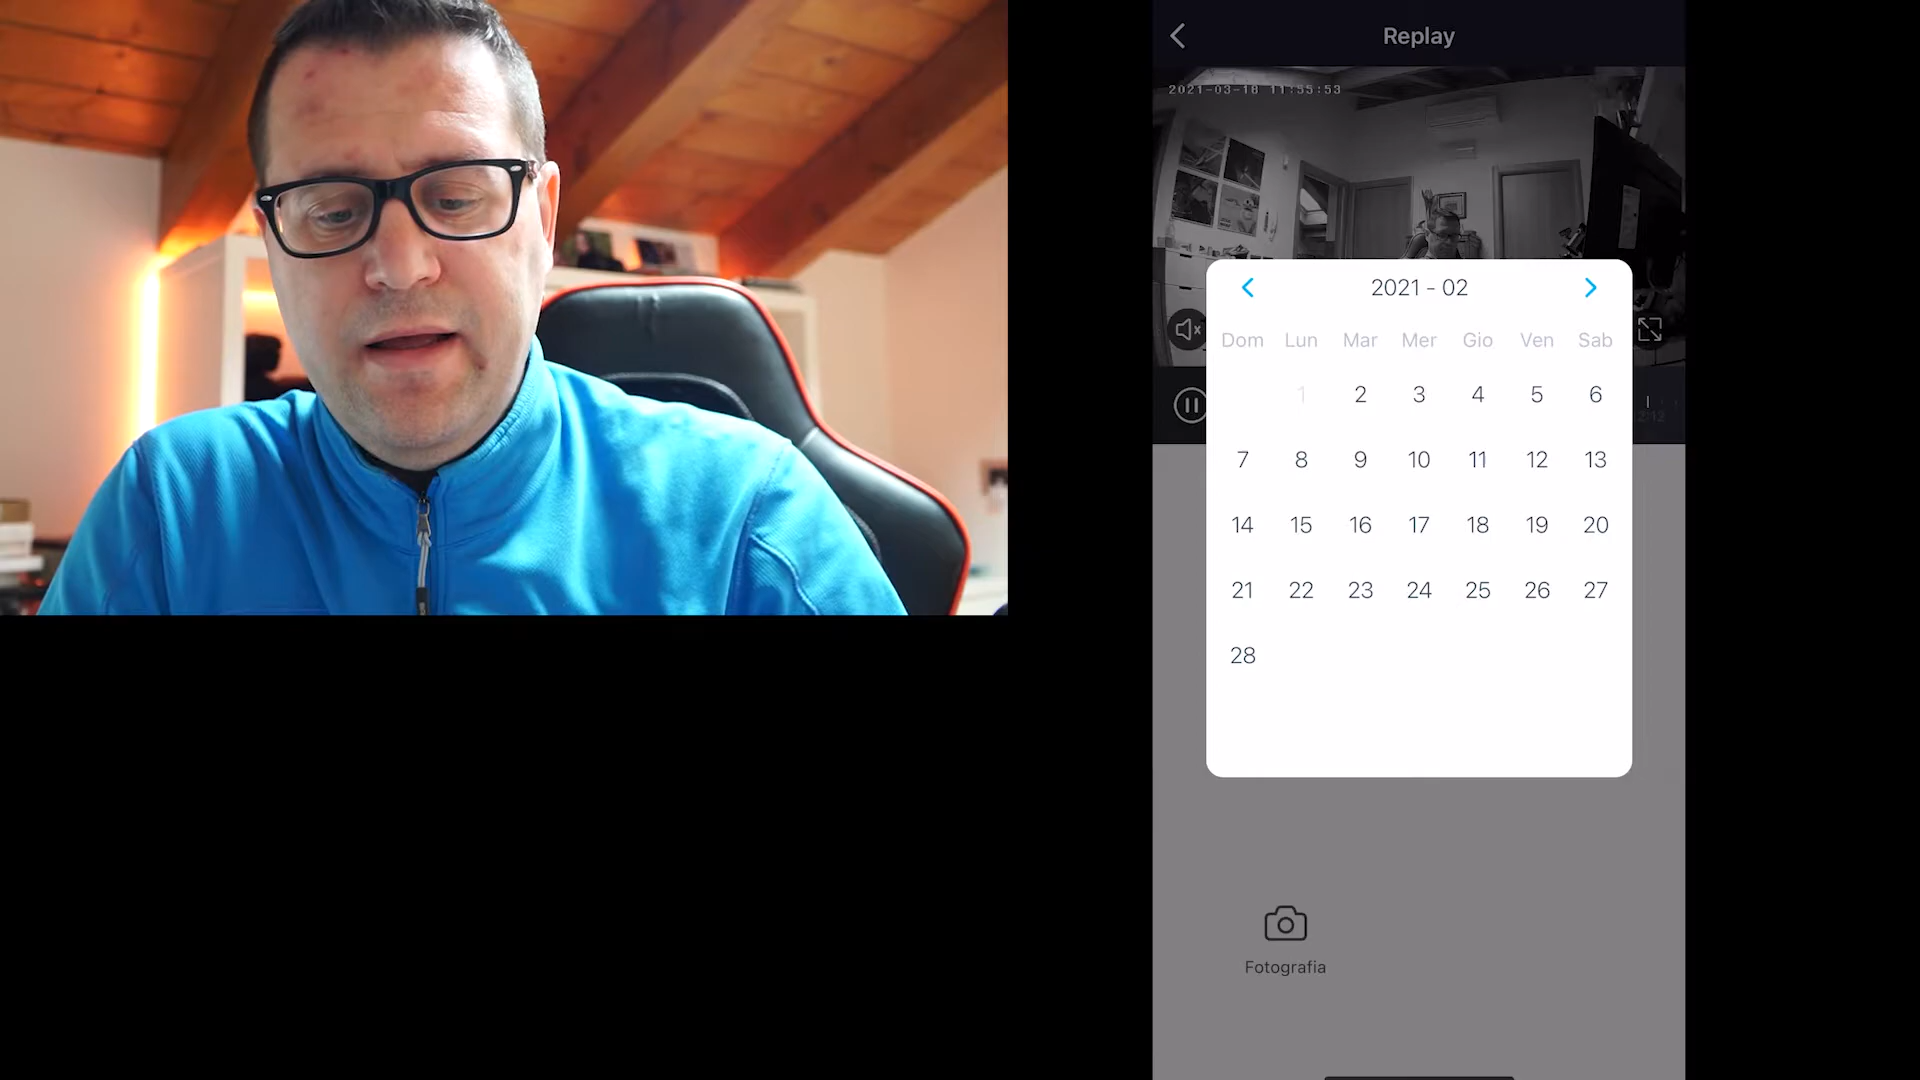 Replay
2021-03-18 11:55:53
2021 - 02
Dom Lun Mar Mer Gio Ven Sab
1 2 3 4 5 6
7 8 9 10 11 12 13
14 15 16 17 18 19 20
21 22 23 24 25 26 27
28
Fotografia